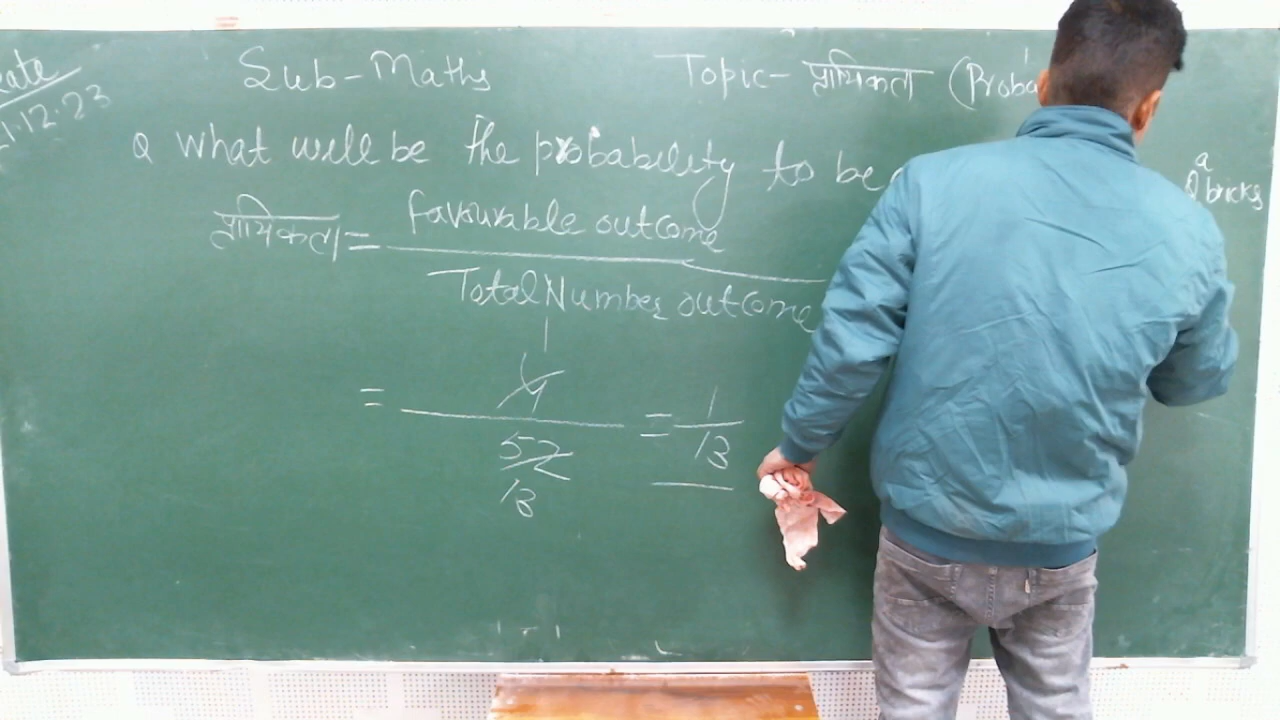 Date
Sub-Maths Topic- प्रायिकता (Proba
1.12.23
Q What will be the probability to be
a
bricks
प्रायिकता = favourable outcome
Total Number outcome
1
= 4 = 1
52 13
13